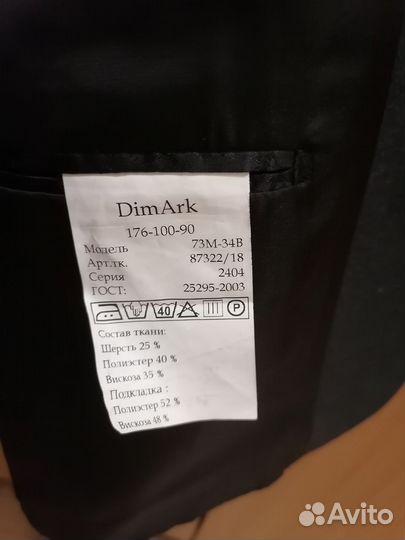 DimArk
176-100-90
Модель 73М-34В
Арт.тк. 87322/18
Серия 2404
ГОСТ: 25295-2003
40 P
Состав ткани:
Шерсть 25 %
Полиэстер 40 %
Вискоза 35 %
Подкладка :
Полиэстер 52 %
Вискоза 48 %
Avito